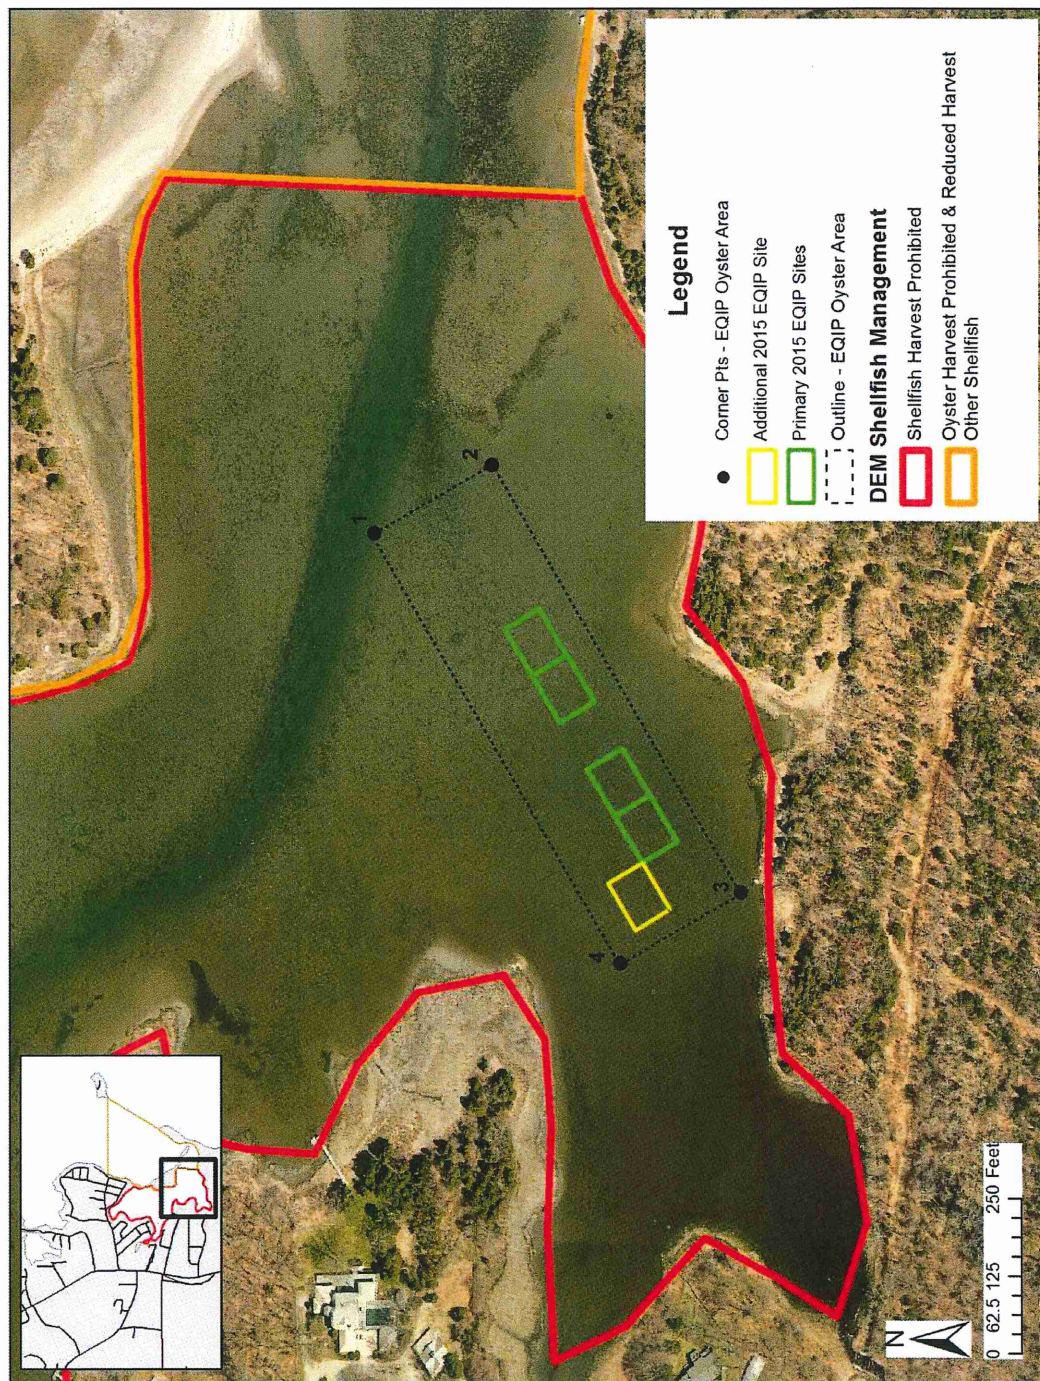 1
2
3
4
Legend
Corner Pts - EQIP Oyster Area
Additional 2015 EQIP Site
Primary 2015 EQIP Sites
Outline - EQIP Oyster Area
DEM Shellfish Management
Shellfish Harvest Prohibited
Oyster Harvest Prohibited & Reduced Harvest
Other Shellfish
N
0 62.5 125 250 Feet